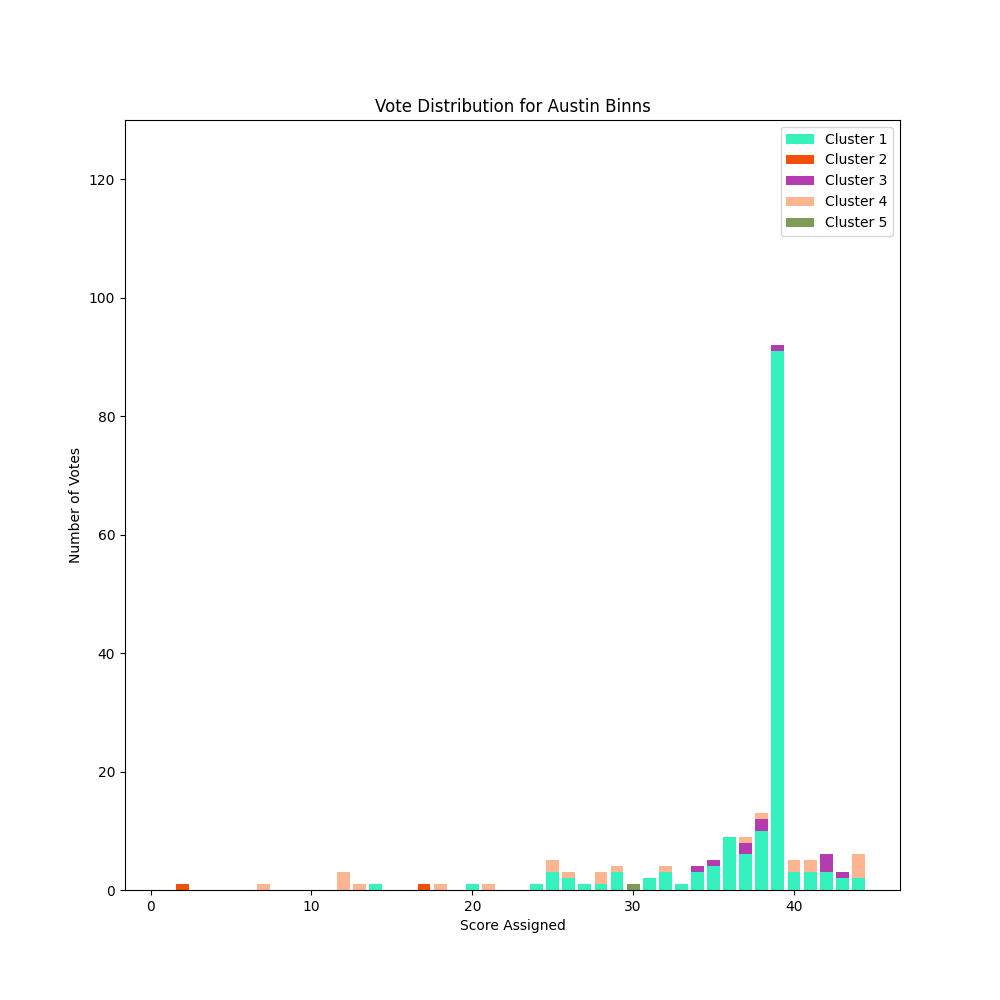 Vote Distribution for Austin Binns
Cluster 1
Cluster 2
Cluster 3
Cluster 4
Cluster 5
120
100
80
60
40
20
0
Number of Votes
0 10 20 30 40
Score Assigned